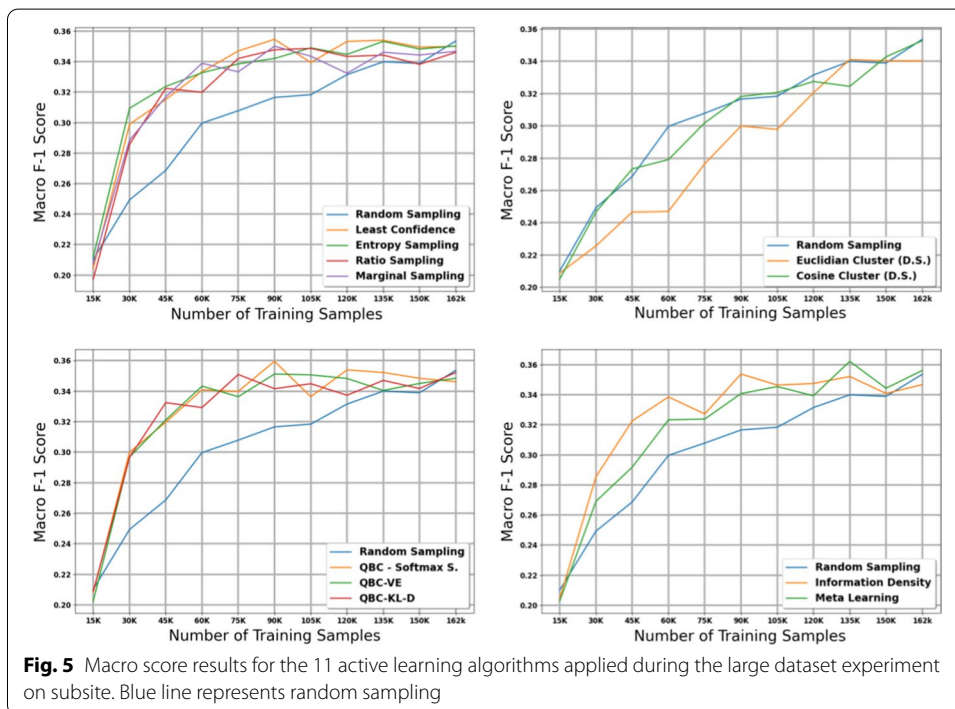 0.36
0.34
0.32
0.30
0.28
0.26
0.24
0.22
0.20
Macro F-1 Score
15K 30K 45K 60K 75K 90K 105K 120K 135K 150K 162k
Number of Training Samples
Random Sampling
Least Confidence
Entropy Sampling
Ratio Sampling
Marginal Sampling
0.36
0.34
0.32
0.30
0.28
0.26
0.24
0.22
0.20
Macro F-1 Score
15K 30K 45K 60K 75K 90K 105K 120K 135K 150K 162k
Number of Training Samples
Random Sampling
Euclidian Cluster (D.S.)
Cosine Cluster (D.S.)
0.36
0.34
0.32
0.30
0.28
0.26
0.24
0.22
0.20
Macro F-1 Score
15K 30K 45K 60K 75K 90K 105K 120K 135K 150K 162k
Number of Training Samples
Random Sampling
QBC - Softmax S.
QBC-VE
QBC-KL-D
0.36
0.34
0.32
0.30
0.28
0.26
0.24
0.22
0.20
Macro F-1 Score
15K 30K 45K 60K 75K 90K 105K 120K 135K 150K 162k
Number of Training Samples
Random Sampling
Information Density
Meta Learning
Fig. 5 Macro score results for the 11 active learning algorithms applied during the large dataset experiment
on subsite. Blue line represents random sampling